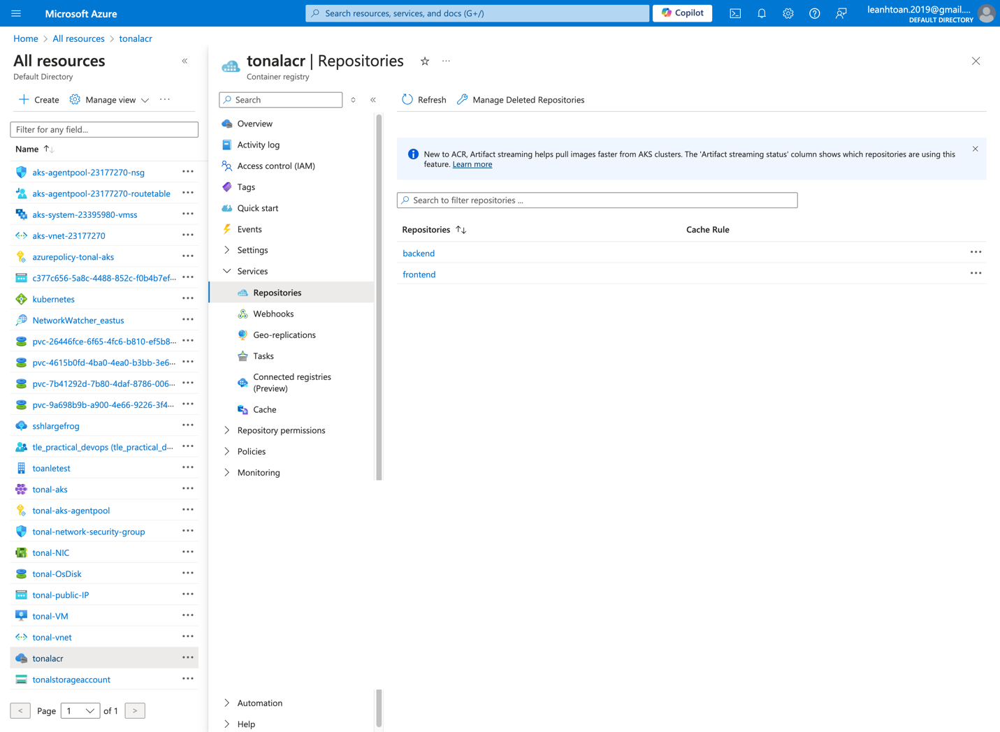 Microsoft Azure
Search resources, services, and docs (G+/)
Copilot
leanhtoan.2019@gmail....
DEFAULT DIRECTORY
Home > All resources > tonalacr
All resources
Default Directory
Create
Manage view
Filter for any field...
Name
aks-agentpool-23177270-nsg
aks-agentpool-23177270-routetable
aks-system-23395980-vmss
aks-vnet-23177270
azurepolicy-tonal-aks
c377c656-5a8c-4488-852c-f0b4b7ef...
kubernetes
NetworkWatcher_eastus
pvc-26446fce-6f65-4fc6-b810-ef5b8...
pvc-4615b0fd-4ba0-4ea0-b3bb-3e6...
pvc-7b41292d-7b80-4daf-8786-006...
pvc-9a698b9b-a900-4e66-9226-3f4...
sshlargefrog
tle_practical_devops (tle_practical_d...
toanletest
tonal-aks
tonal-aks-agentpool
tonal-network-security-group
tonal-NIC
tonal-OsDisk
tonal-public-IP
tonal-VM
tonal-vnet
tonalacr
tonalstorageaccount
< Page 1 of 1 >
tonalacr | Repositories
Container registry
Search
Overview
Activity log
Access control (IAM)
Tags
Quick start
Events
Settings
Services
Repositories
Webhooks
Geo-replications
Tasks
Connected registries
(Preview)
Cache
Repository permissions
Policies
Monitoring
Automation
Help
Refresh
Manage Deleted Repositories
New to ACR, Artifact streaming helps pull images faster from AKS clusters. The 'Artifact streaming status' column shows which repositories are using this
feature. Learn more
Search to filter repositories ...
Repositories
Cache Rule
backend
frontend